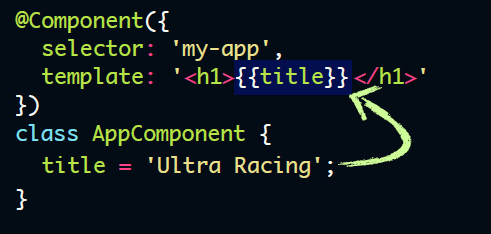 @Component({
  selector: 'my-app',
  template: '<h1>{{title}}</h1>'
})
class AppComponent {
  title = 'Ultra Racing';
}